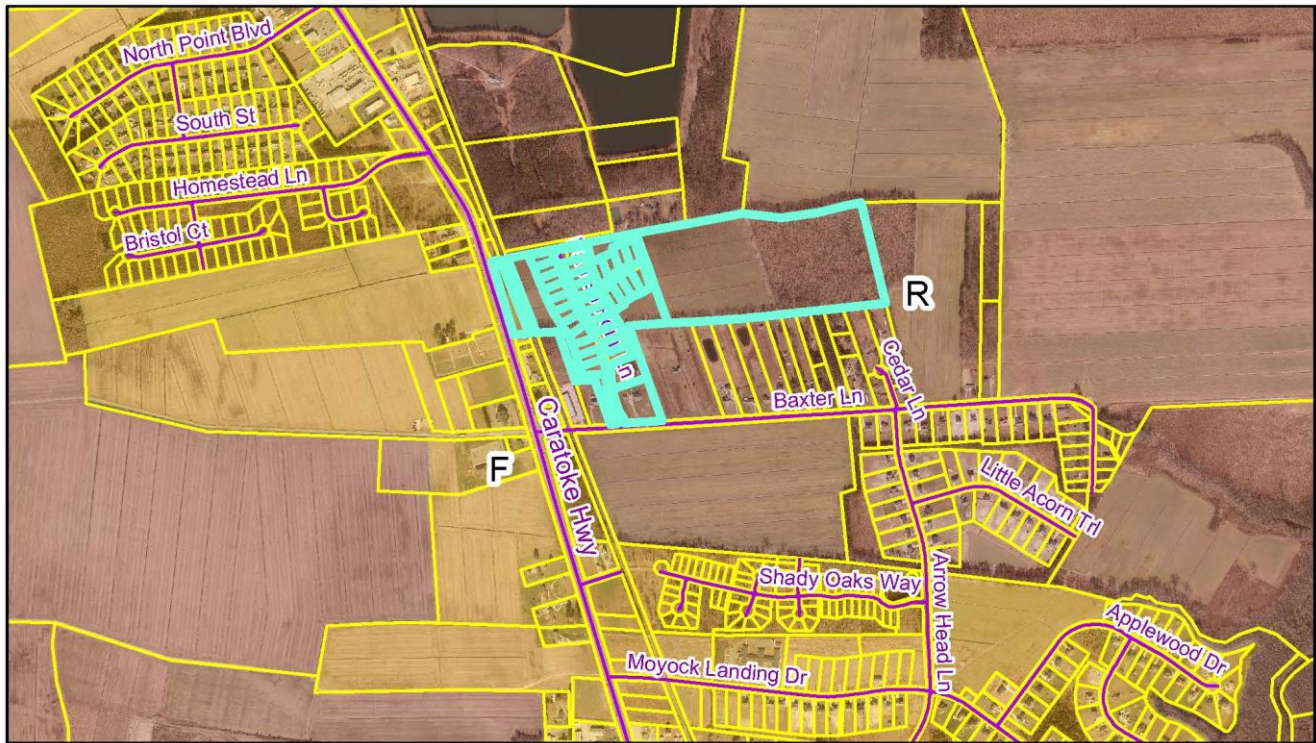 North Point Blvd
South St
Homestead Ln
Bristol Ct
R
Cedar Ln
Baxter Ln
Caratoke Hwy
F
Little Acorn Trl
Shady Oaks Way
Arrow Head Ln
Applewood Dr
Moyock Landing Dr